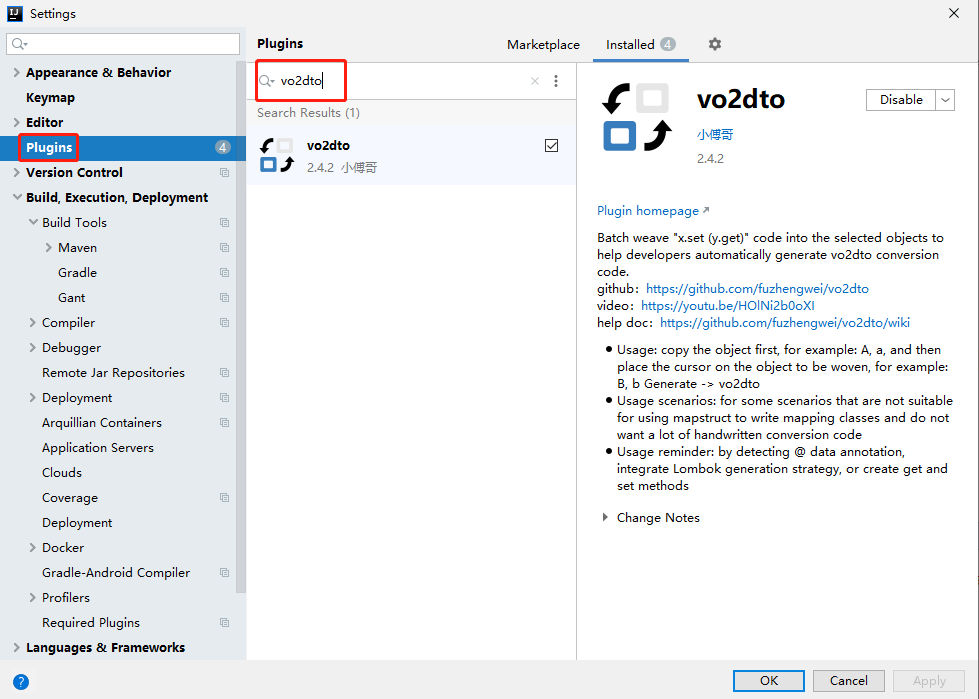 Settings
Plugins
Marketplace
Installed 4
Appearance & Behavior
Keymap
Editor
Plugins 4
Version Control
Build, Execution, Deployment
Build Tools
Maven
Gradle
Gant
Compiler
Debugger
Remote Jar Repositories
Deployment
Arquillian Containers
Application Servers
Clouds
Coverage
Deployment
Docker
Gradle-Android Compiler
Profilers
Required Plugins
Languages & Frameworks
vo2dto
Search Results (1)
vo2dto
2.4.2 小傅哥
vo2dto
Disable
小傅哥
2.4.2
Plugin homepage
Batch weave "x.set (y.get)" code into the selected objects to
help developers automatically generate vo2dto conversion
code.
github：https://github.com/fuzhengwei/vo2dto
video：https://youtu.be/HOlNi2b0oXI
help doc：https://github.com/fuzhengwei/vo2dto/wiki
Usage: copy the object first, for example: A, a, and then
place the cursor on the object to be woven, for example:
B, b Generate -> vo2dto
Usage scenarios: for some scenarios that are not suitable
for using mapstruct to write mapping classes and do not
want a lot of handwritten conversion code
Usage reminder: by detecting @ data annotation,
integrate Lombok generation strategy, or create get and
set methods
Change Notes
?
OK
Cancel
Apply